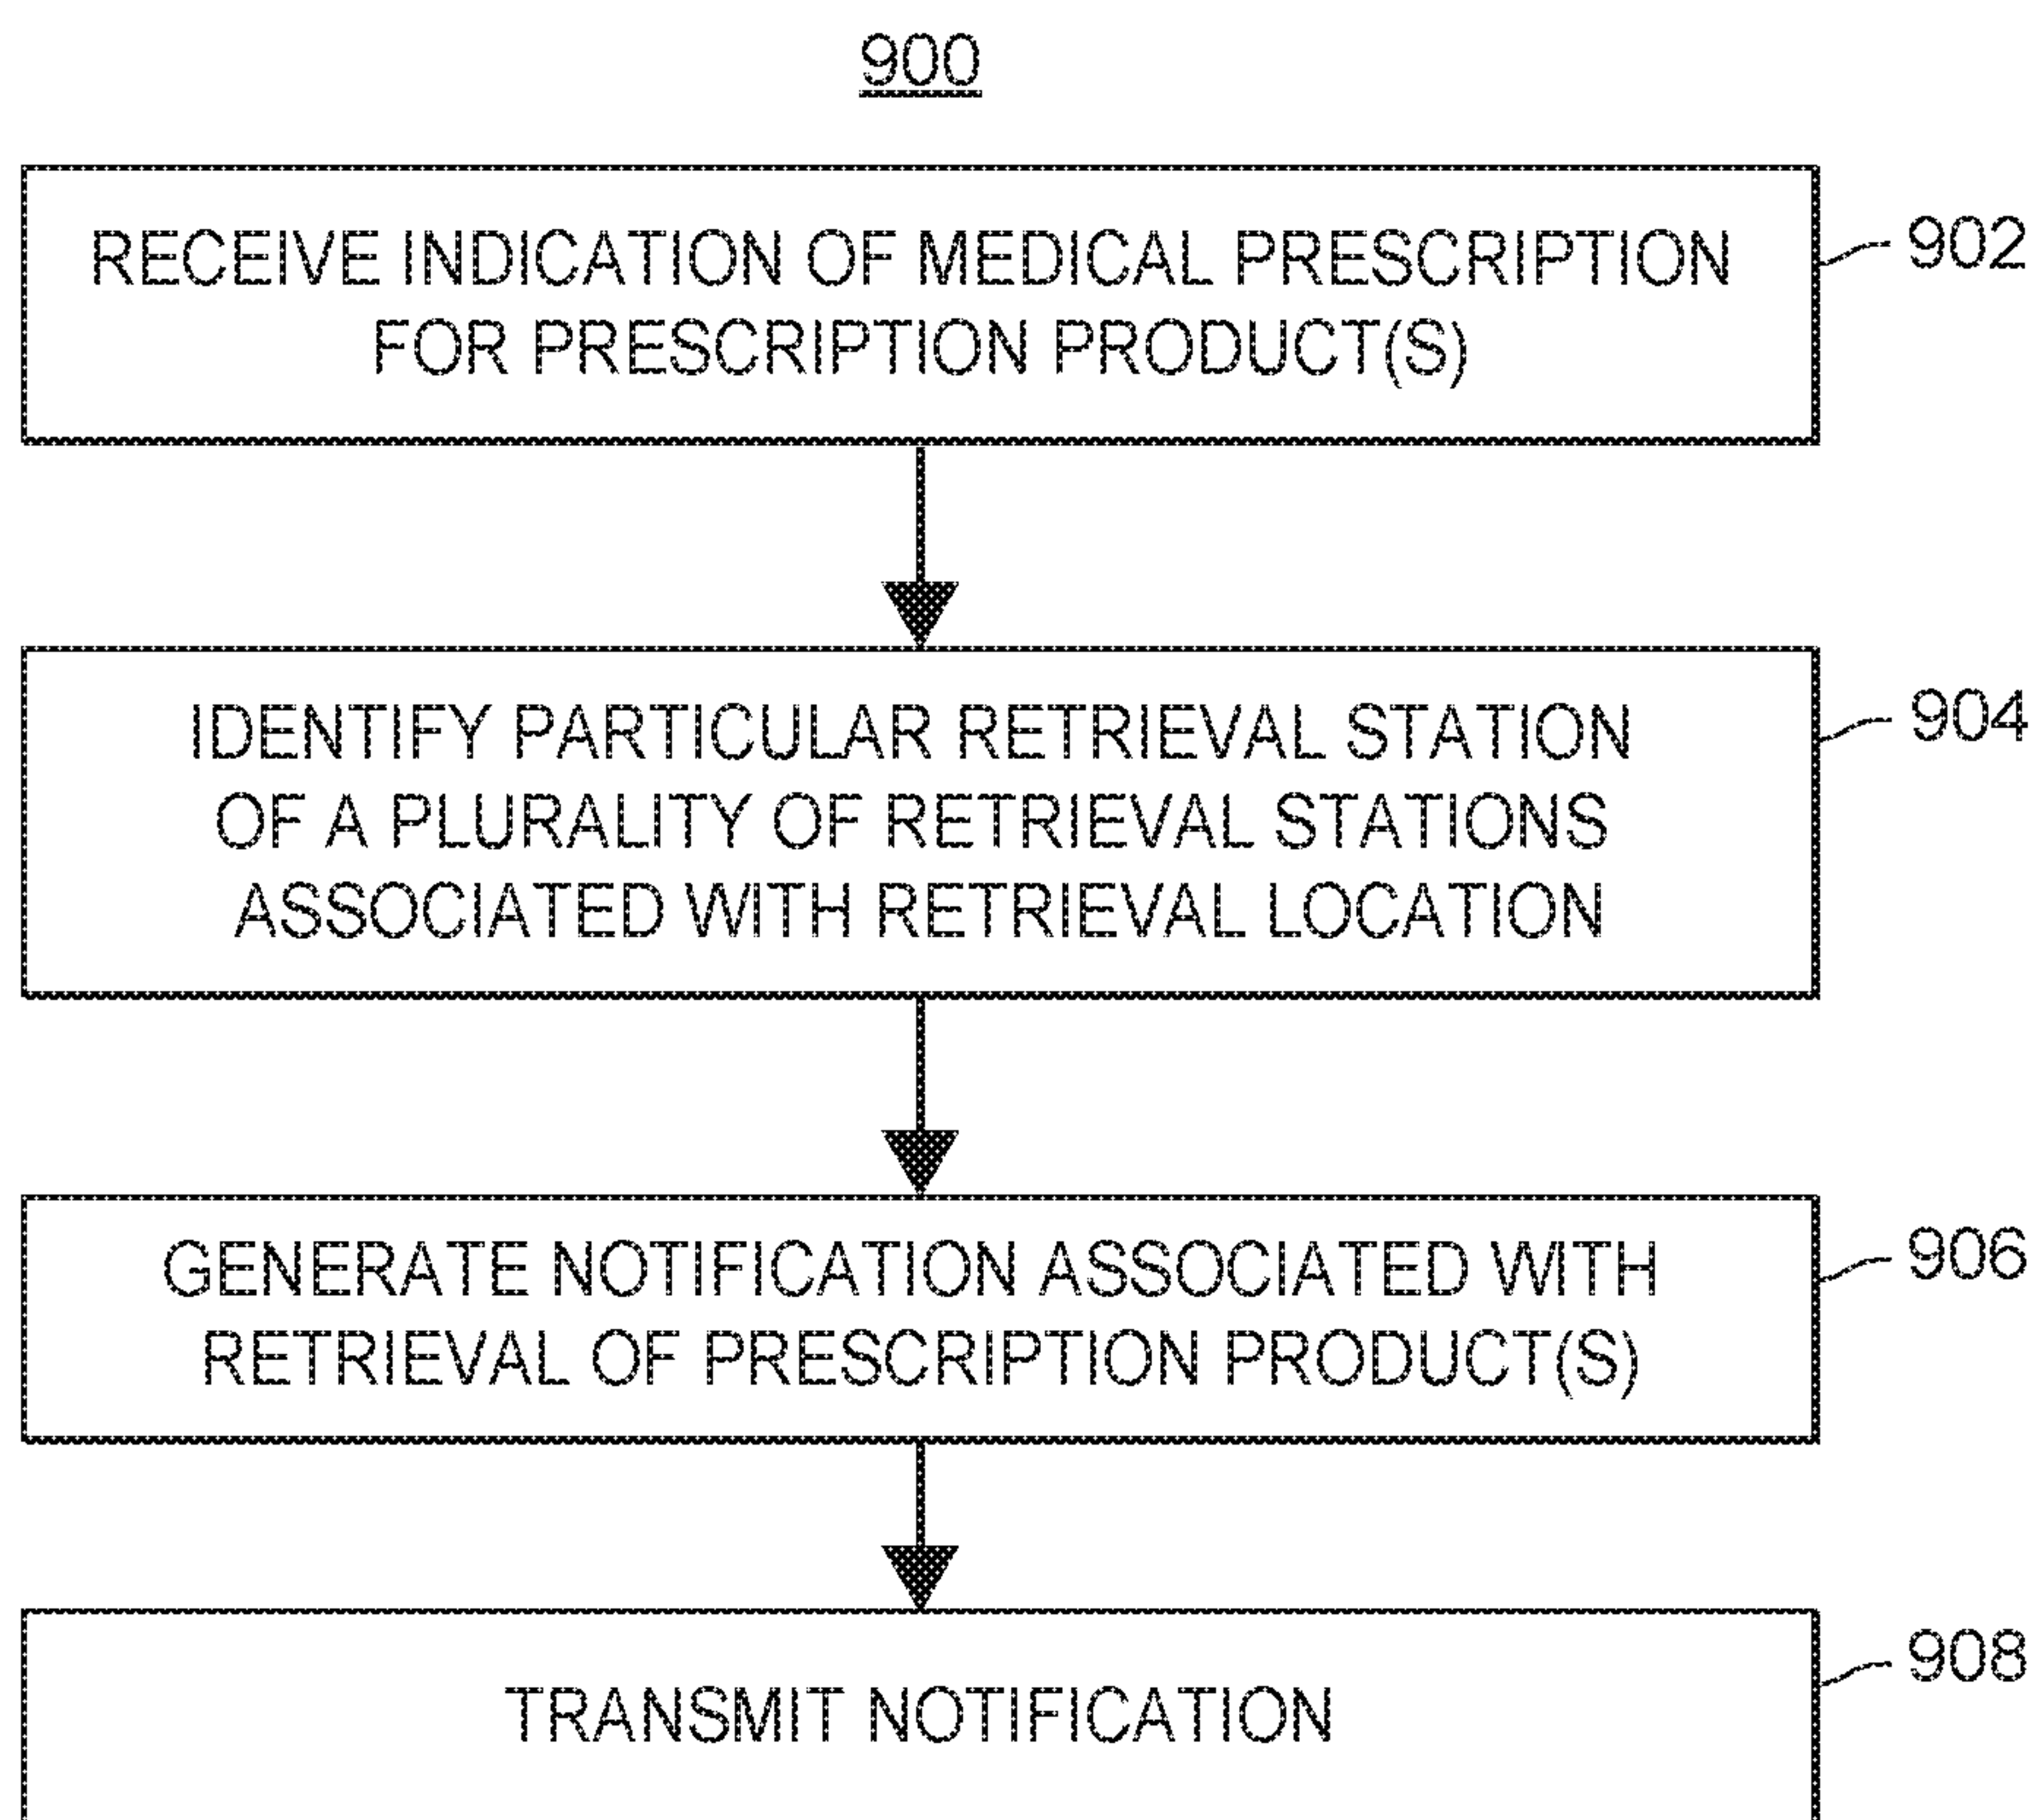 900
RECEIVE INDICATION OF MEDICAL PRESCRIPTION
FOR PRESCRIPTION PRODUCT(S)
902
IDENTIFY PARTICULAR RETRIEVAL STATION
OF A PLURALITY OF RETRIEVAL STATIONS
ASSOCIATED WITH RETRIEVAL LOCATION
904
GENERATE NOTIFICATION ASSOCIATED WITH
RETRIEVAL OF PRESCRIPTION PRODUCT(S)
906
TRANSMIT NOTIFICATION
908